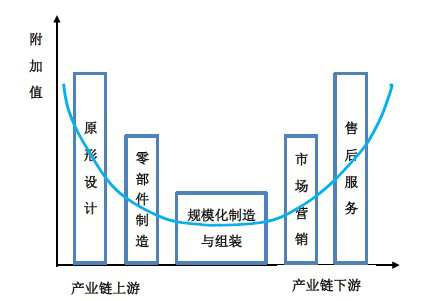 附加值
原形设计
零部件制造
规模化制造
与组装
市场营销
售后服务
产业链上游
产业链下游